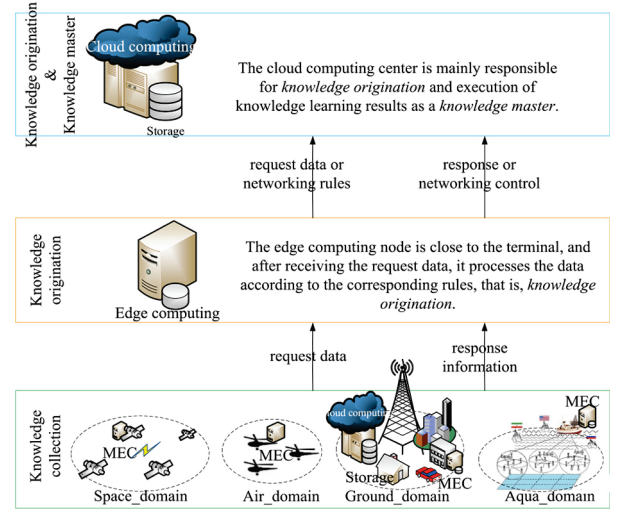 Knowledge origination
&
Knowledge master
Cloud computing
Storage
The cloud computing center is mainly responsible
for knowledge origination and execution of
knowledge learning results as a knowledge master.
request data or
networking rules
response or
networking control
Knowledge
origination
Edge computing
The edge computing node is close to the terminal, and
after receiving the request data, it processes the data
according to the corresponding rules, that is, knowledge
origination.
request data
response
information
Knowledge
collection
MEC
Space_domain
MEC
Air_domain
loud computing
Storage
MEC
Ground_domain
MEC
Aqua_domain